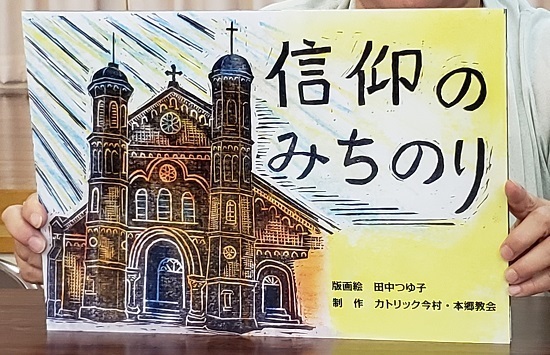 信仰の
みちのり
版画絵 田中つゆ子
制 作 カトリック今村・本郷教会